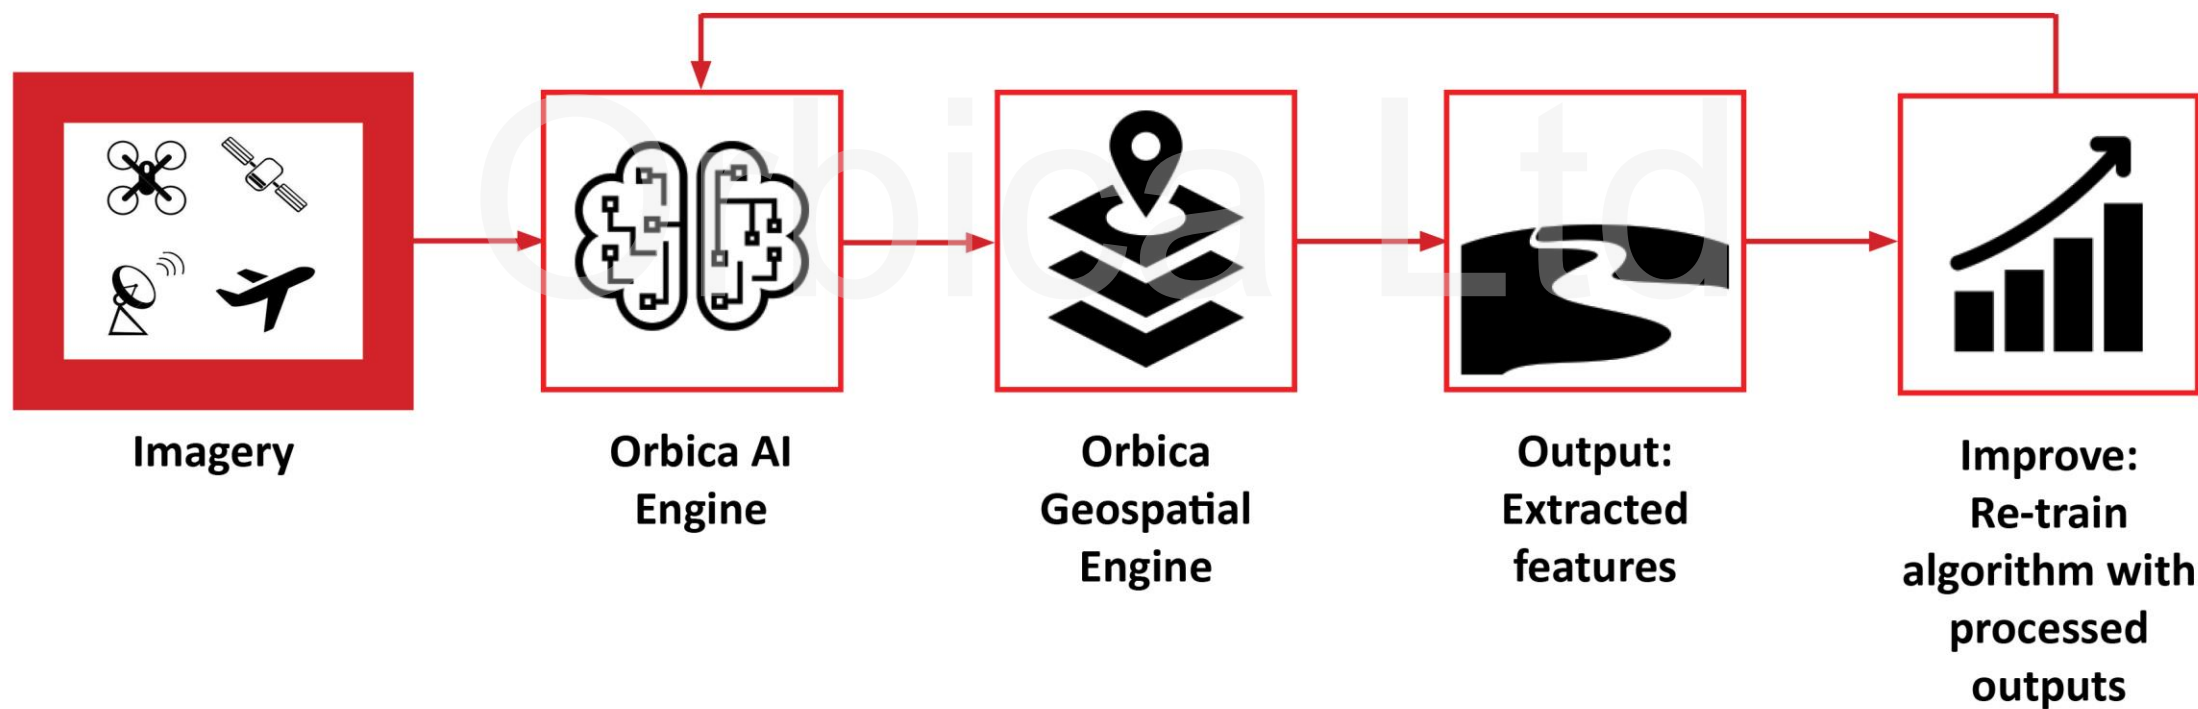 Orbica Ltd
Imagery
Orbica AI
Engine
Orbica
Geospatial
Engine
Output:
Extracted
features
Improve:
Re-train
algorithm with
processed
outputs